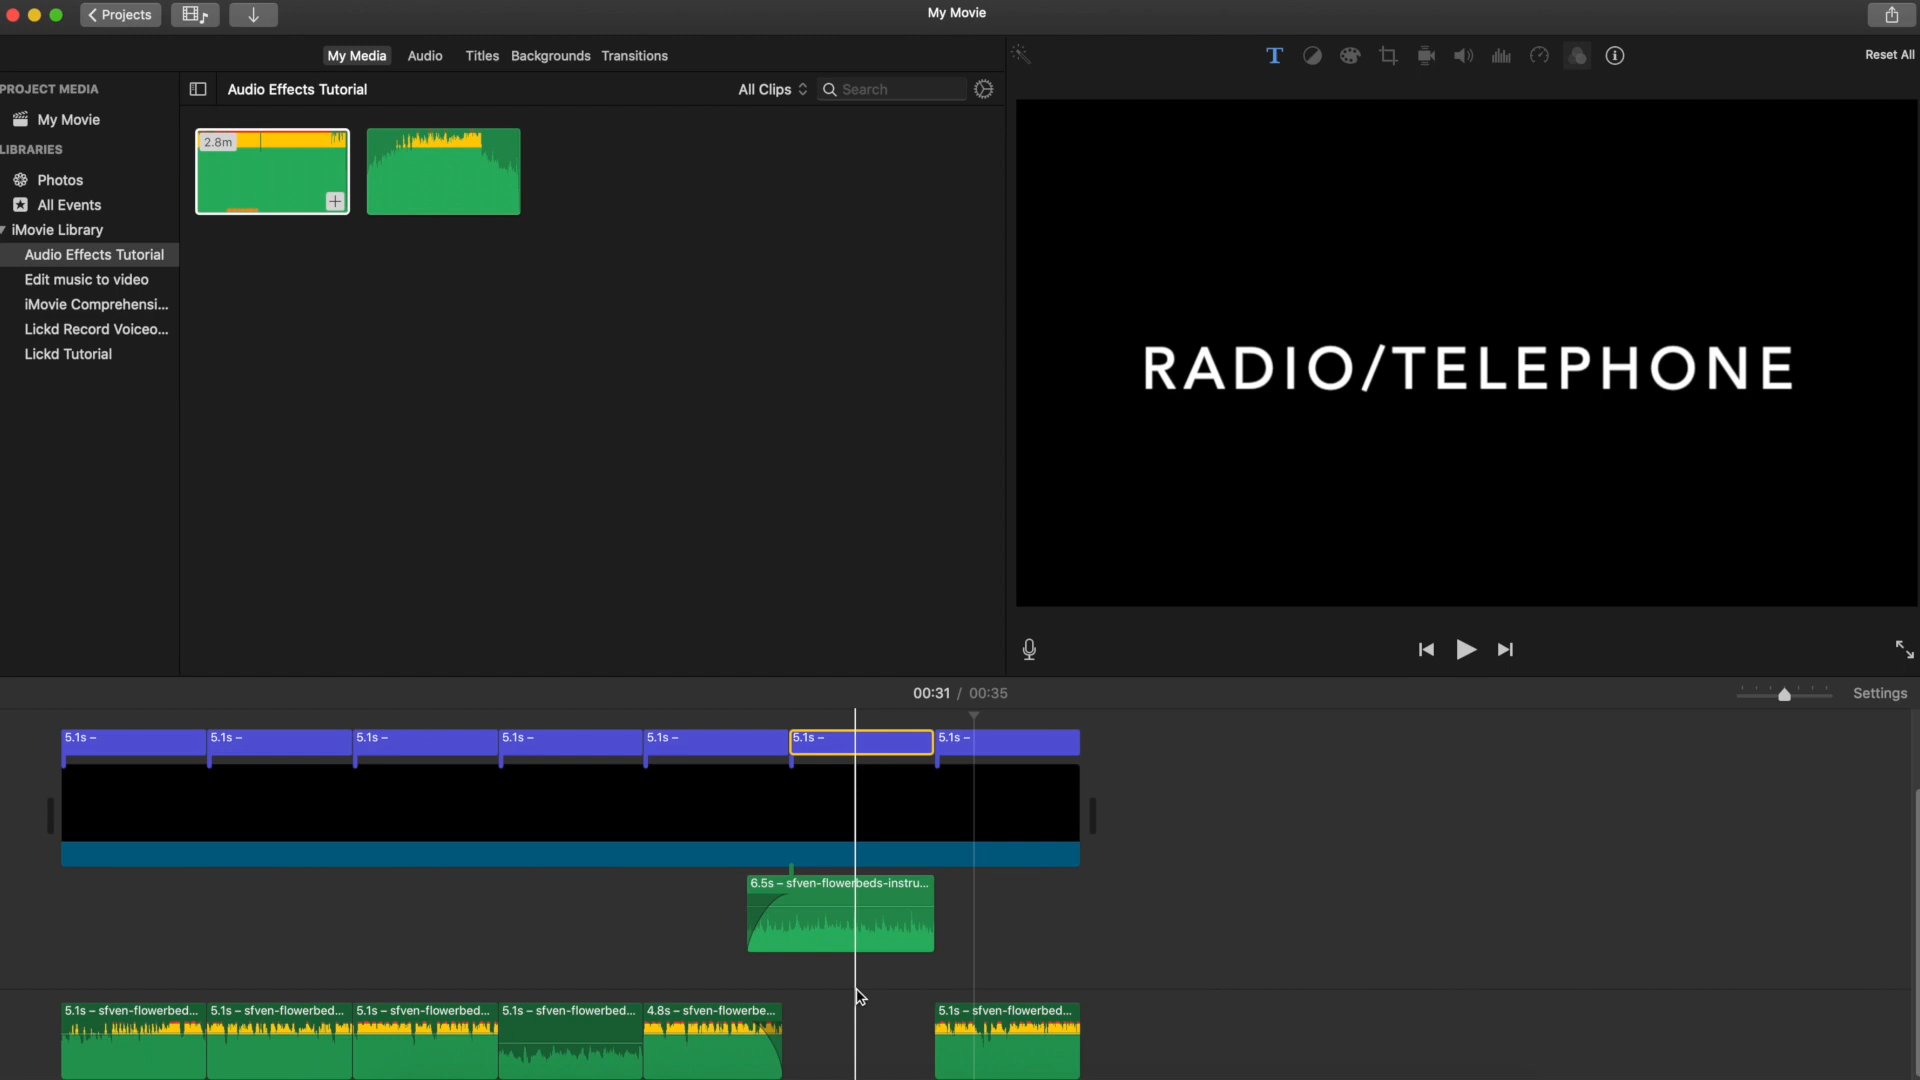 Projects
My Movie
My Media
Audio
Titles
Backgrounds
Transitions
Reset All
PROJECT MEDIA
My Movie
LIBRARIES
Photos
All Events
iMovie Library
Audio Effects Tutorial
Edit music to video
iMovie Comprehensi...
Lickd Record Voiceo...
Lickd Tutorial
Audio Effects Tutorial
All Clips
Search
2.8m
RADIO/TELEPHONE
00:31 / 00:35
Settings
5.1s –
5.1s –
5.1s –
5.1s –
5.1s –
5.1s –
5.1s –
6.5s – sfven-flowerbeds-instru...
5.1s – sfven-flowerbed...
5.1s – sfven-flowerbed...
5.1s – sfven-flowerbed...
5.1s – sfven-flowerbed...
4.8s – sfven-flowerbe...
5.1s – sfven-flowerbed...